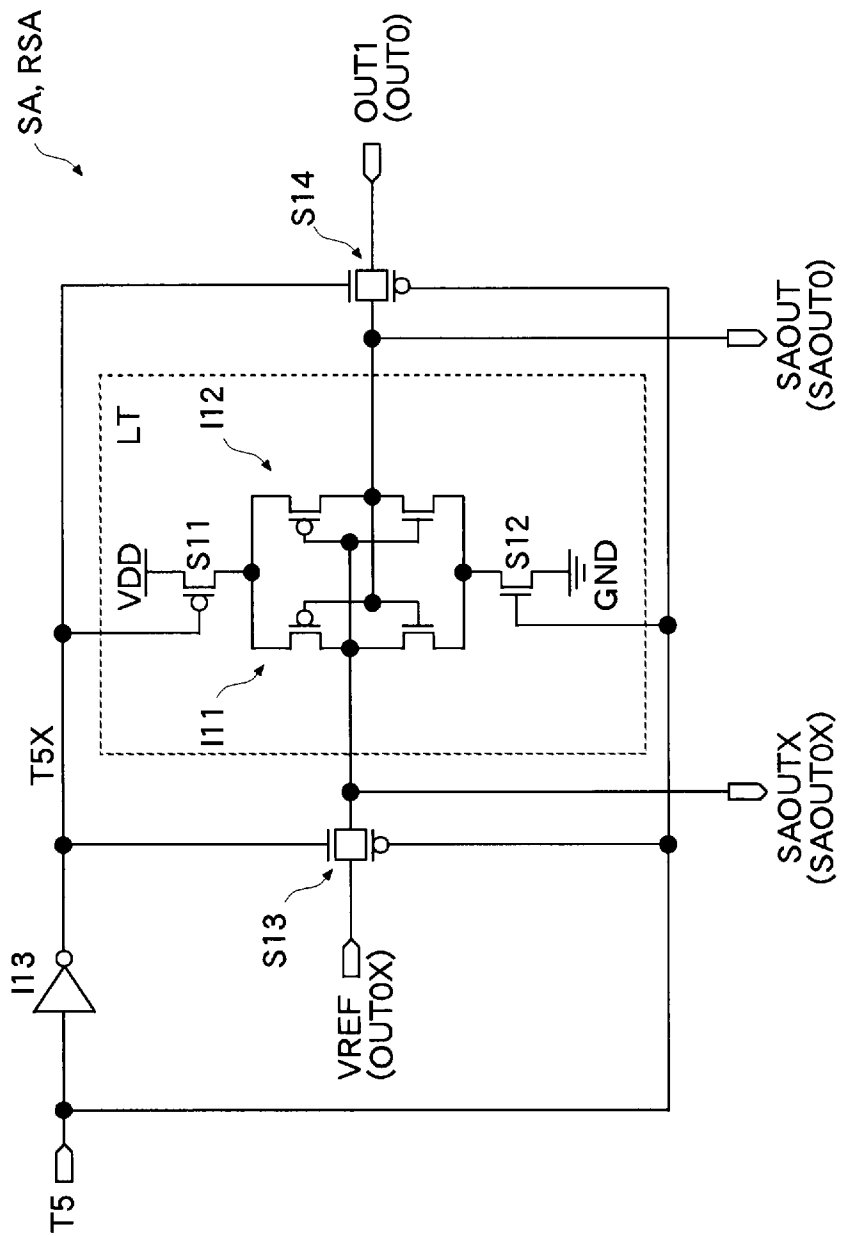 SA, RSA
T5
I13
T5X
LT
VDD
S11
I11
I12
S12
GND
S13
S14
VREF
(OUT0X)
OUT1
(OUT0)
SAOUTX
(SAOUT0X)
SAOUT
(SAOUT0)